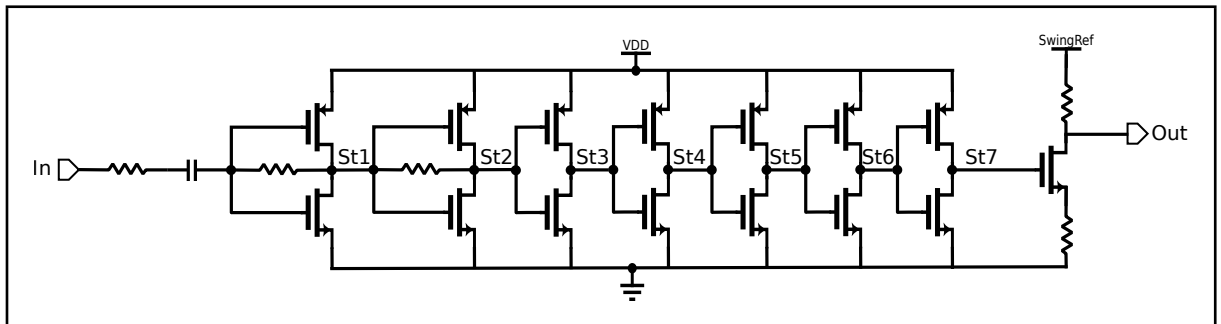 SwingRef
VDD
Out
In
St1
St2
St3
St4
St5
St6
St7